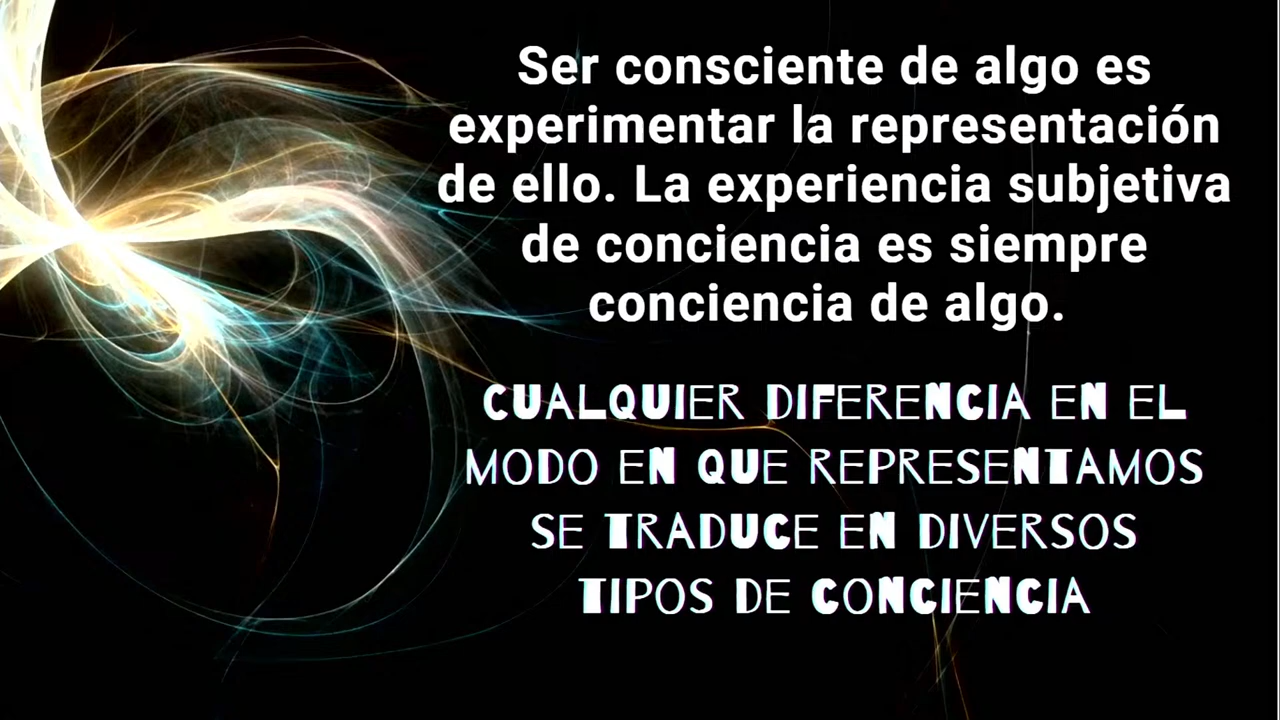 Ser consciente de algo es
experimentar la representación
de ello. La experiencia subjetiva
de conciencia es siempre
conciencia de algo.
CUALQUIER DIFERENCIA EN EL
MODO EN QUE REPRESENTAMOS
SE TRADUCE EN DIVERSOS
TIPOS DE CONCIENCIA